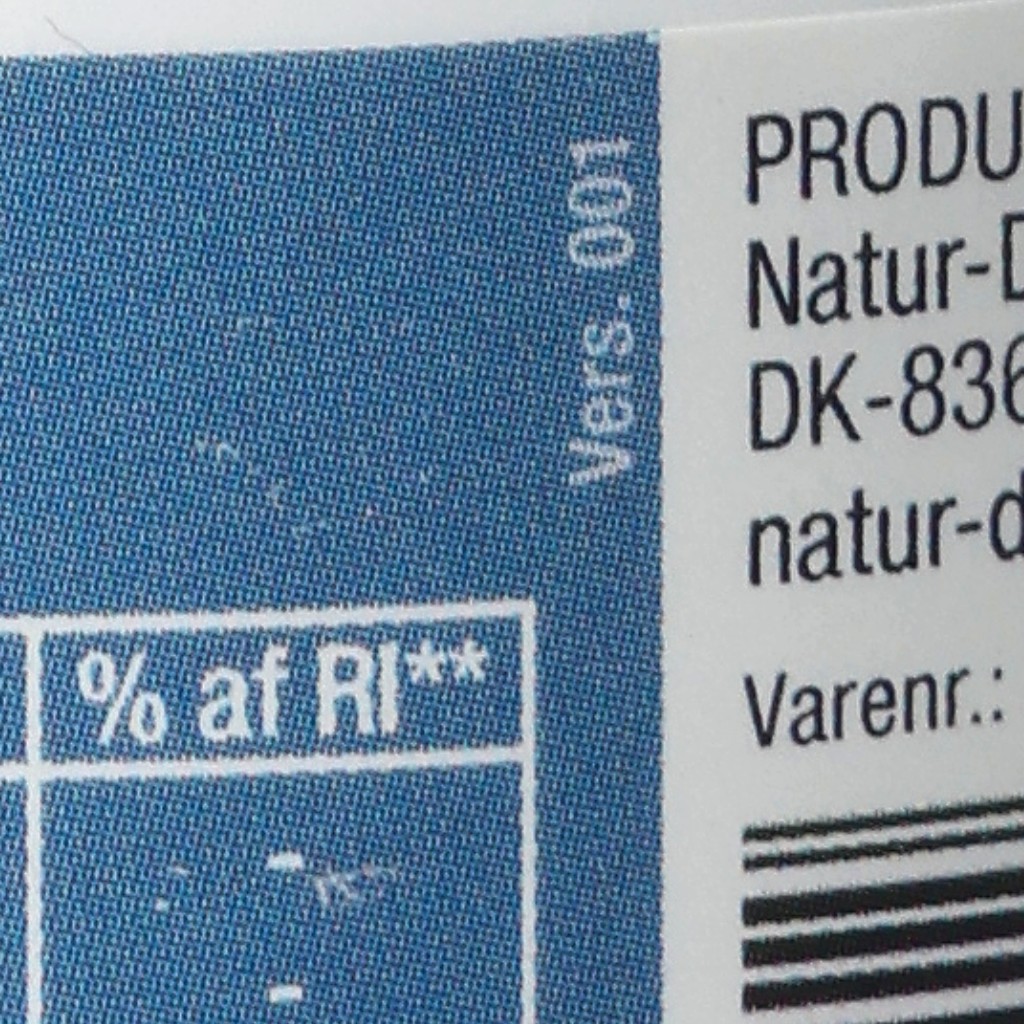 Vers. 001
% af RI**
-
-
PRODU
Natur-D
DK-836
natur-d
Varenr.: